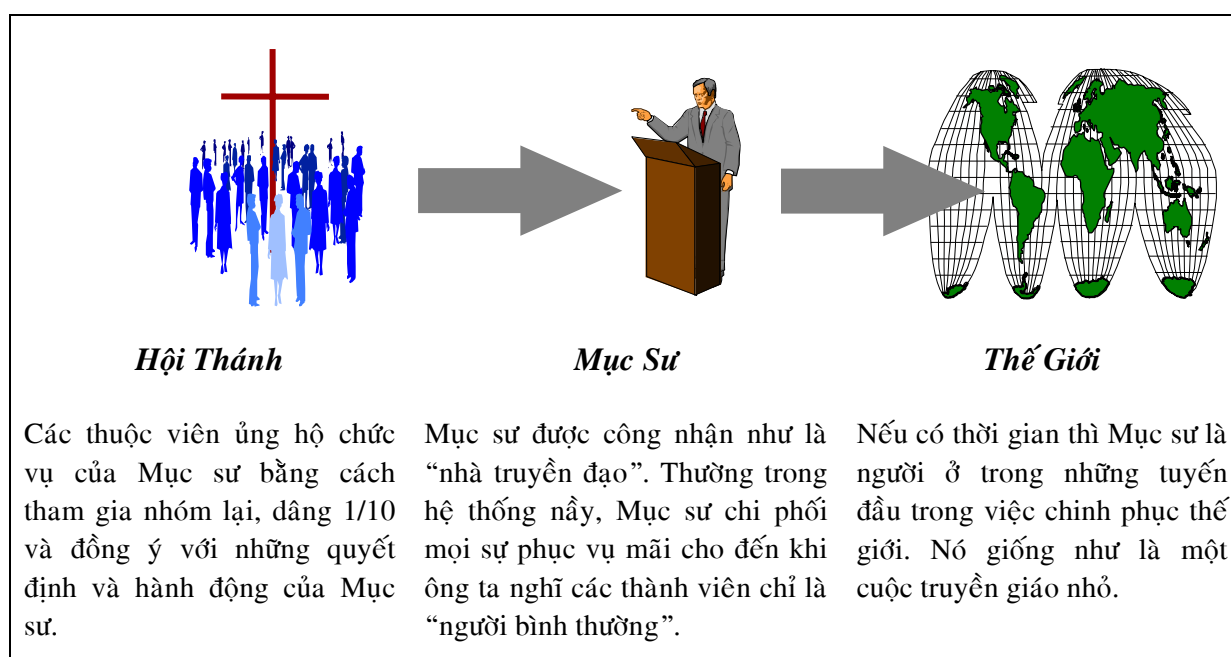 Hội Thánh
Mục Sư
Thế Giới
Các thuộc viên ủng hộ chức
vụ của Mục sư bằng cách
tham gia nhóm lại, dâng 1/10
và đồng ý với những quyết
định và hành động của Mục
sư.
Mục sư được công nhận như là
“nhà truyền đạo”. Thường trong
hệ thống nầy, Mục sư chi phối
mọi sự phục vụ mãi cho đến khi
ông ta nghĩ các thành viên chỉ là
“người bình thường”.
Nếu có thời gian thì Mục sư là
người ở trong những tuyến
đầu trong việc chinh phục thế
giới. Nó giống như là một
cuộc truyền giáo nhỏ.